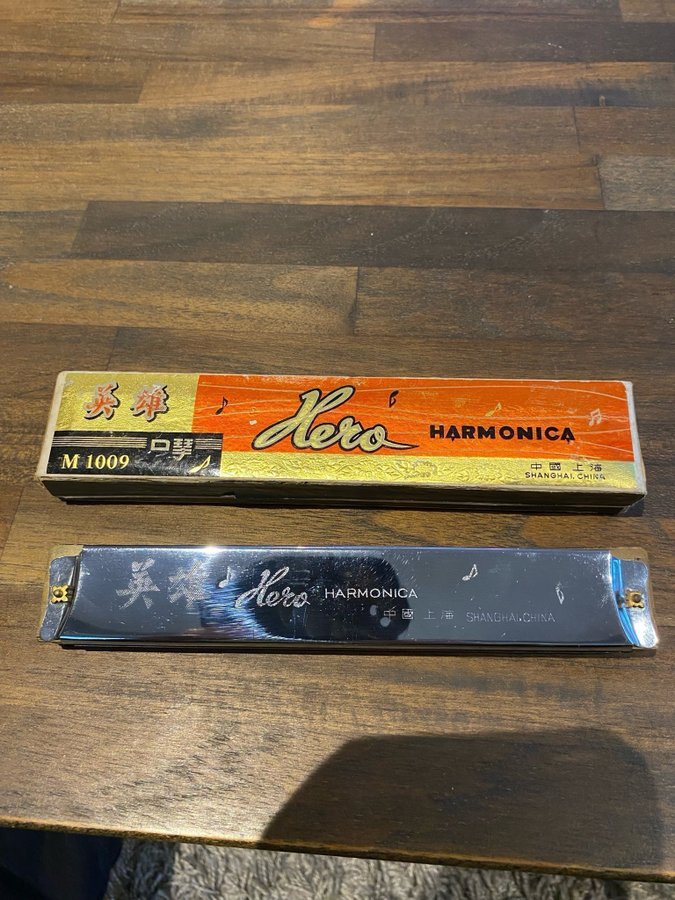 英雄
口琴
M 1009
Hero HARMONICA
中國上海
SHANGHAI, CHINA
英雄 Hero HARMONICA
中國上海 SHANGHAI, CHINA